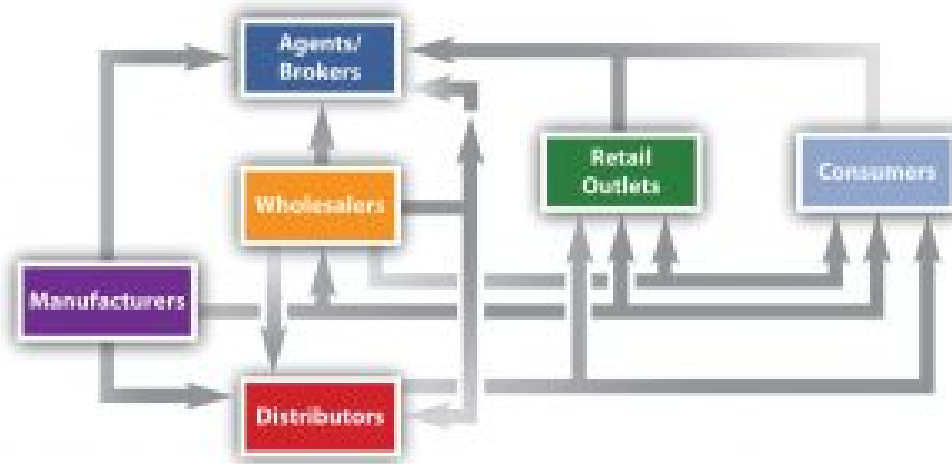 Agents/
Brokers
Retail
Outlets
Consumers
Wholesalers
Manufacturers
Distributors